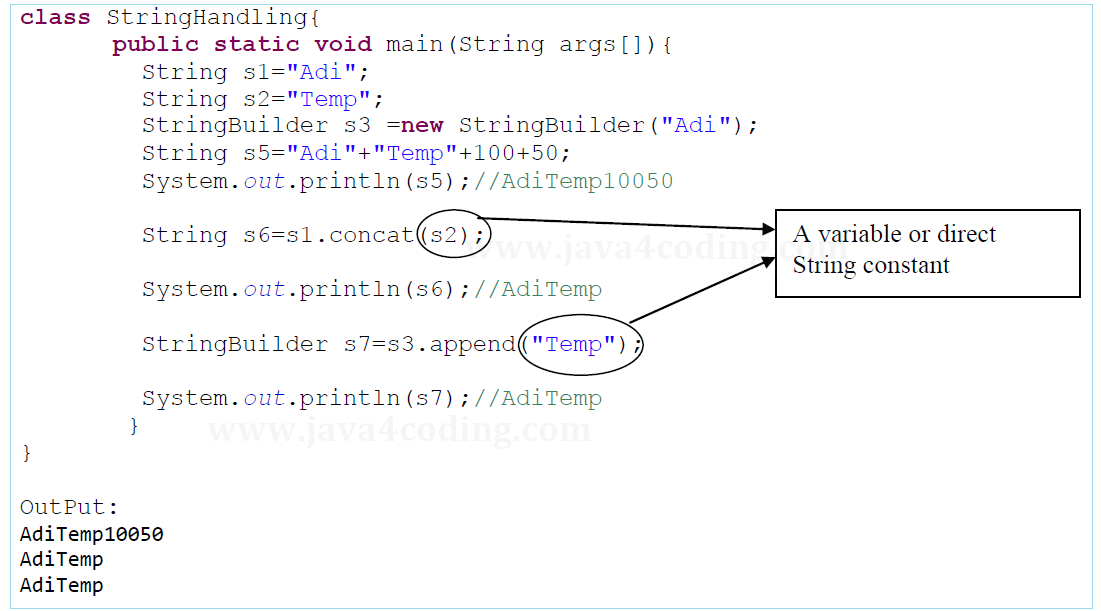 class StringHandling{
public static void main(String args[]){
String s1="Adi";
String s2="Temp";
StringBuilder s3 =new StringBuilder("Adi");
String s5="Adi"+"Temp"+100+50;
System.out.println(s5);//AdiTemp10050
String s6=s1.concat(s2);
www.java4coding.com
A variable or direct
String constant
System.out.println(s6);//AdiTemp
StringBuilder s7=s3.append("Temp");
System.out.println(s7);//AdiTemp
}
www.java4coding.com
}
OutPut:
AdiTemp10050
AdiTemp
AdiTemp